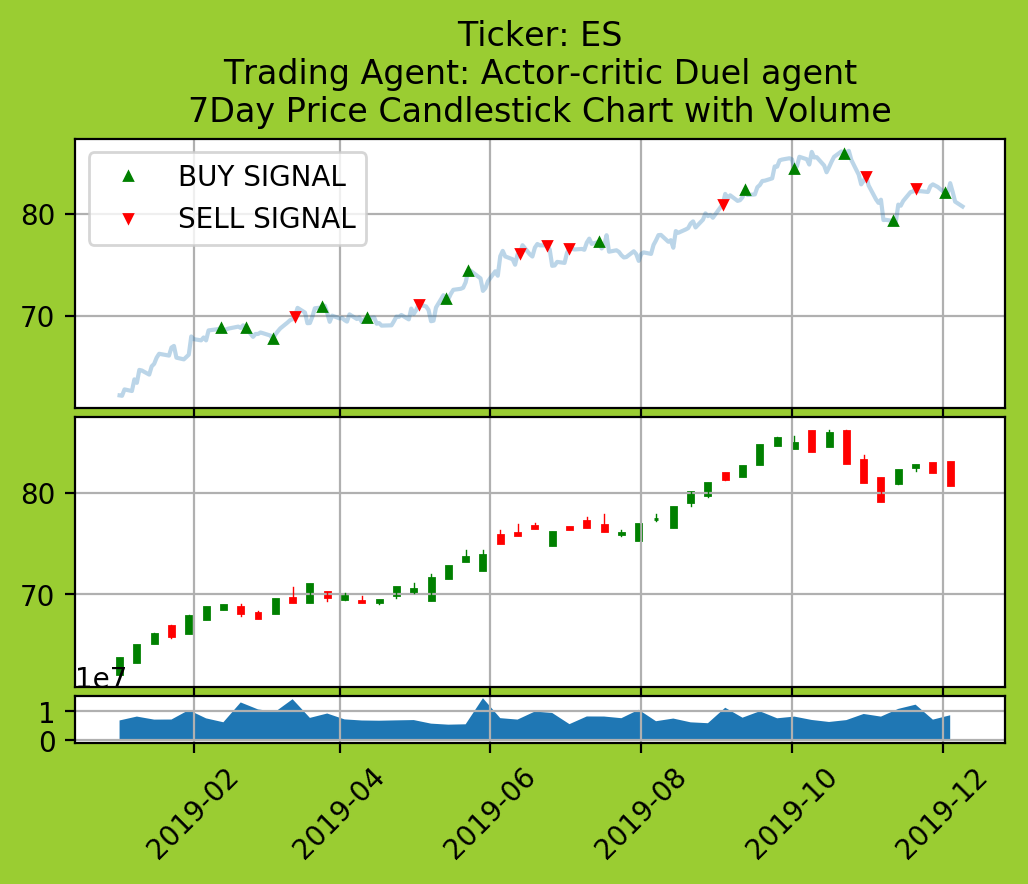 Ticker: ES
Trading Agent: Actor-critic Duel agent
7Day Price Candlestick Chart with Volume
BUY SIGNAL
SELL SIGNAL
80
70
80
70
1e7
1
0
2019-02
2019-04
2019-06
2019-08
2019-10
2019-12